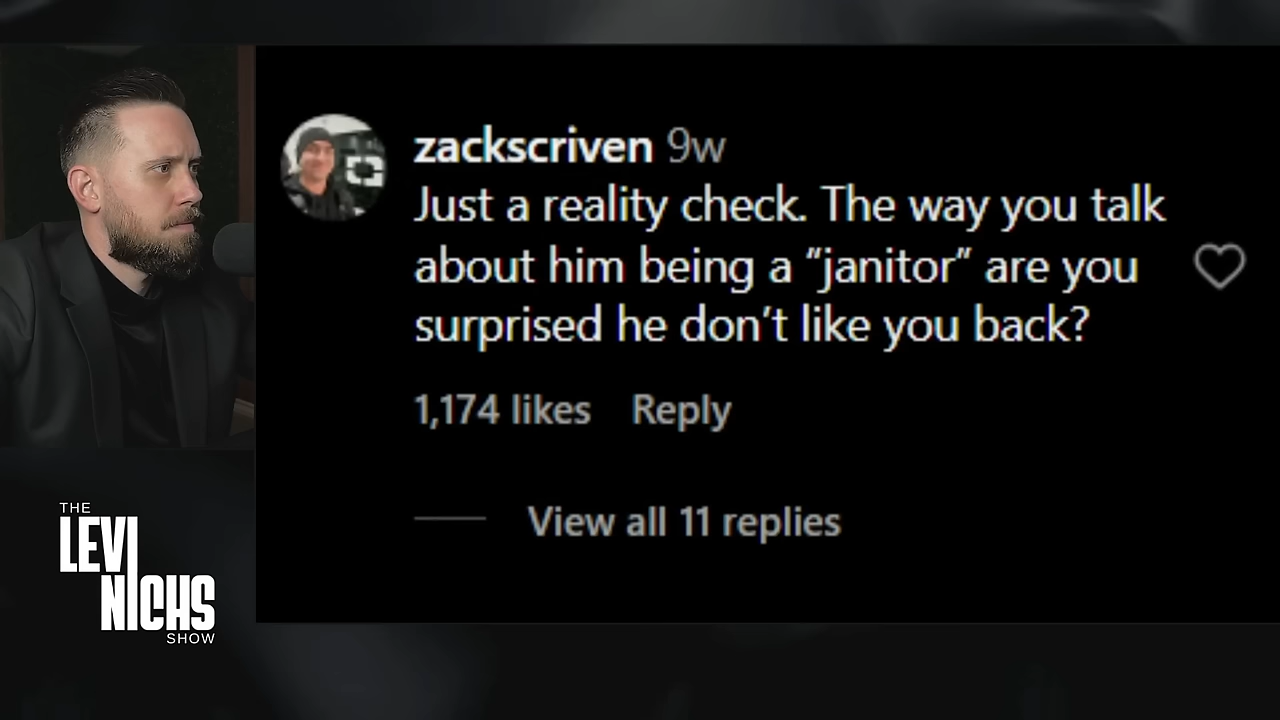 zackscriven 9w
Just a reality check. The way you talk
about him being a “janitor” are you
surprised he don’t like you back?
1,174 likes Reply
View all 11 replies
THE
LEVI
NICHS
SHOW